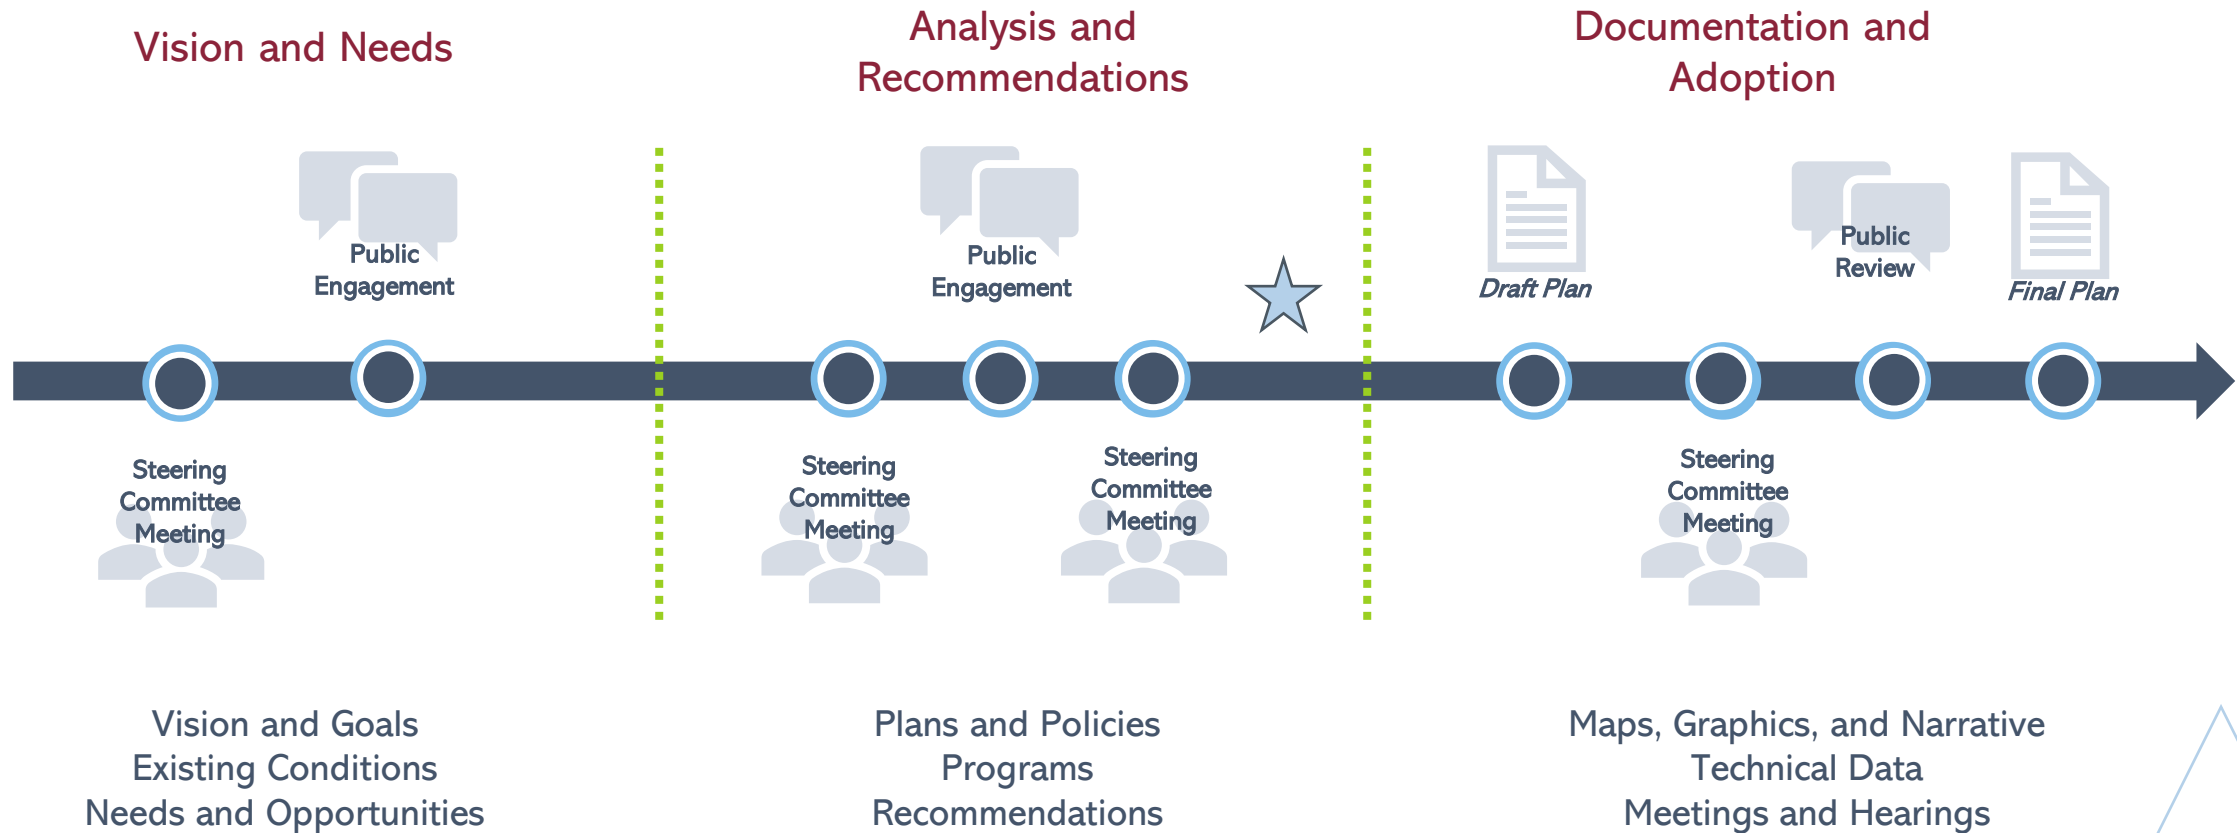 Vision and Needs
Analysis and
Recommendations
Documentation and
Adoption
Public
Engagement
Public
Engagement
Draft Plan
Public
Review
Final Plan
Steering
Committee
Meeting
Steering
Committee
Meeting
Steering
Committee
Meeting
Steering
Committee
Meeting
Vision and Goals
Existing Conditions
Needs and Opportunities
Plans and Policies
Programs
Recommendations
Maps, Graphics, and Narrative
Technical Data
Meetings and Hearings